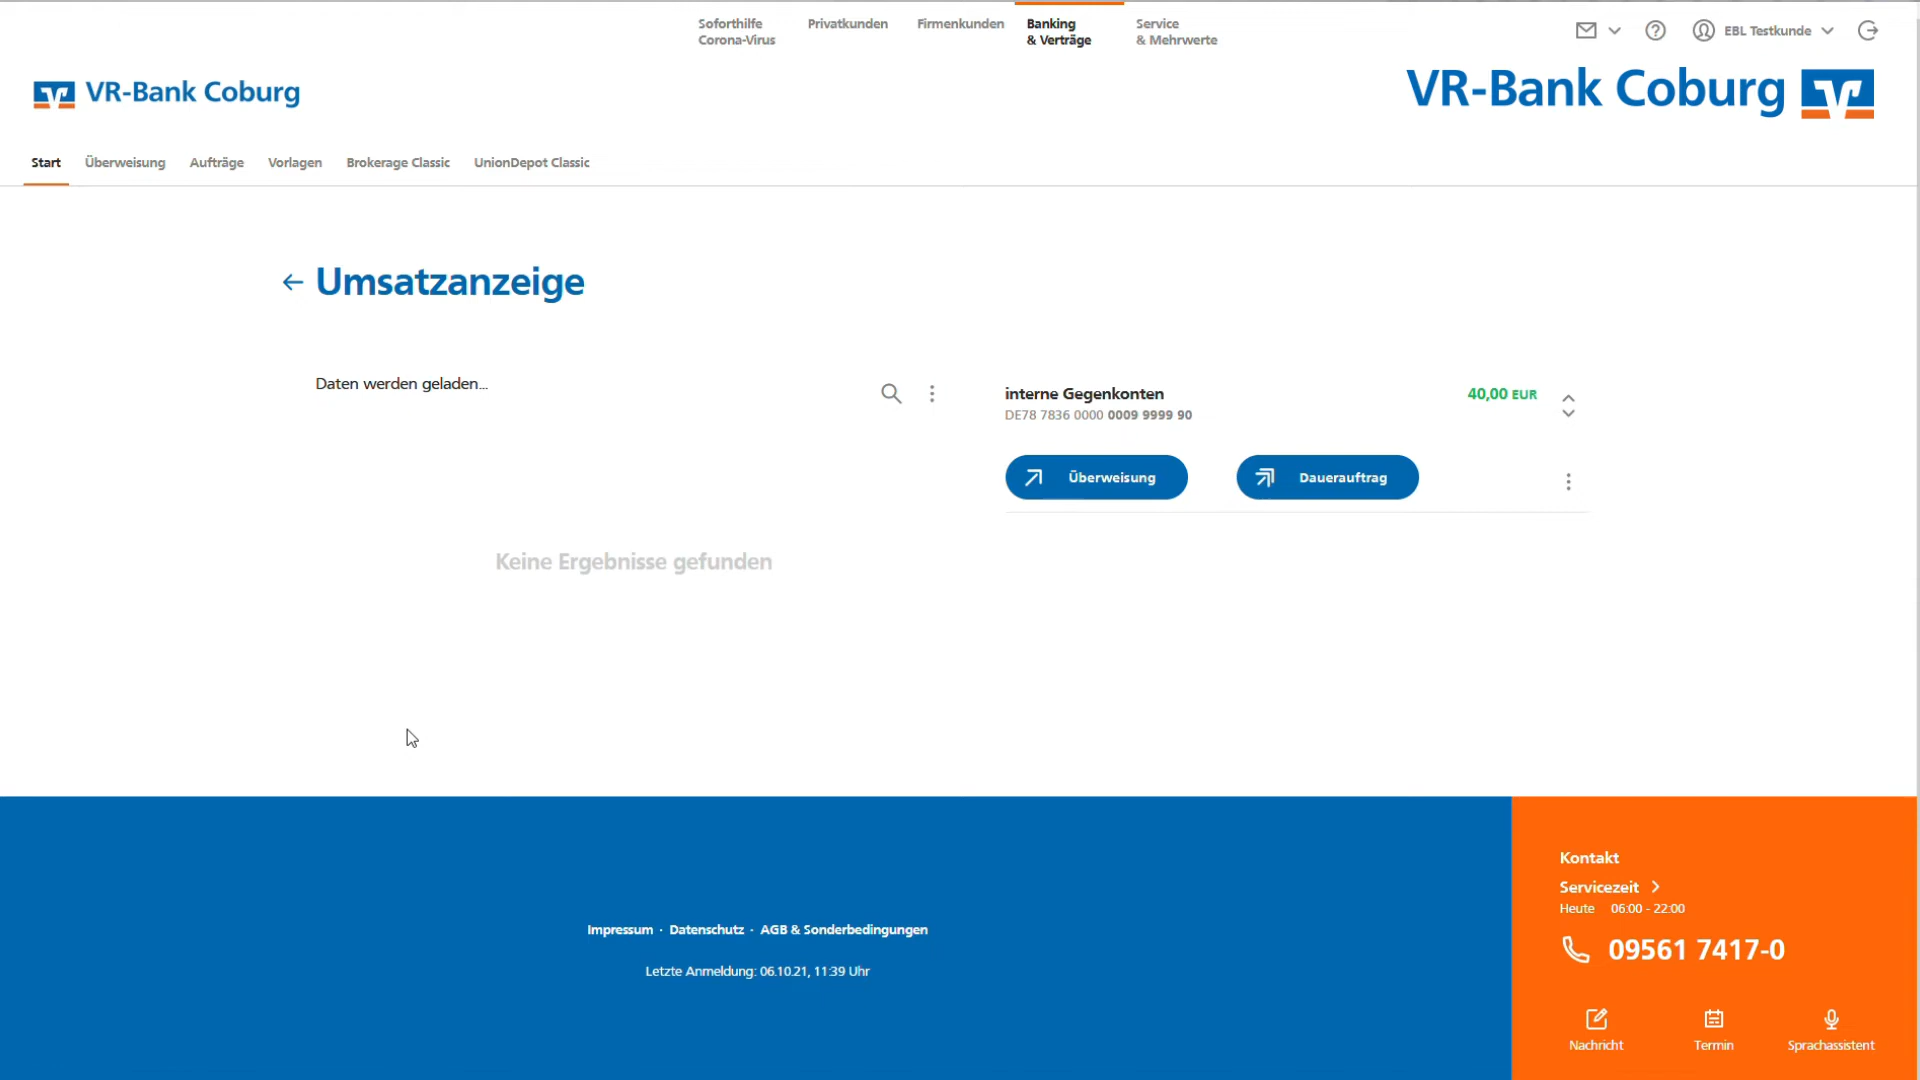 Soforthilfe
Corona-Virus
Privatkunden
Firmenkunden
Banking
& Verträge
Service
& Mehrwerte
EBL Testkunde
VR-Bank Coburg
VR-Bank Coburg
Start Überweisung Aufträge Vorlagen Brokerage Classic UnionDepot Classic
Umsatzanzeige
Daten werden geladen...
interne Gegenkonten 40,00 EUR
DE78 7836 0000 0009 9999 90
Überweisung Dauerauftrag
Keine Ergebnisse gefunden
Impressum · Datenschutz · AGB & Sonderbedingungen
Letzte Anmeldung: 06.10.21, 11:39 Uhr
Kontakt
Servicezeit
Heute 06:00 - 22:00
09561 7417-0
Nachricht Termin Sprachassistent